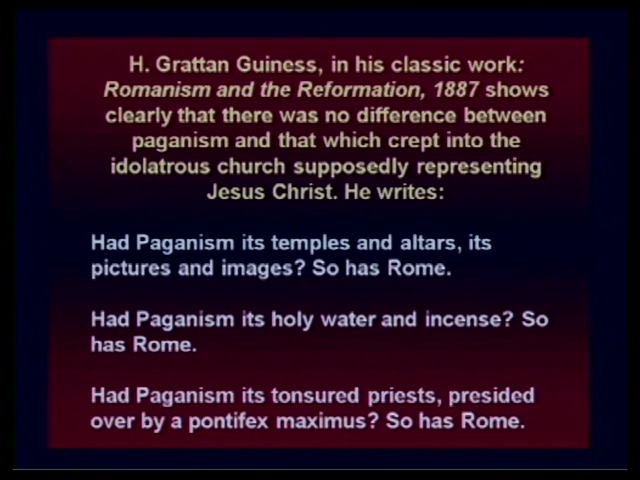 H. Grattan Guiness, in his classic work:
Romanism and the Reformation, 1887 shows
clearly that there was no difference between
paganism and that which crept into the
idolatrous church supposedly representing
Jesus Christ. He writes:
Had Paganism its temples and altars, its
pictures and images? So has Rome.
Had Paganism its holy water and incense? So
has Rome.
Had Paganism its tonsured priests, presided
over by a pontifex maximus? So has Rome.